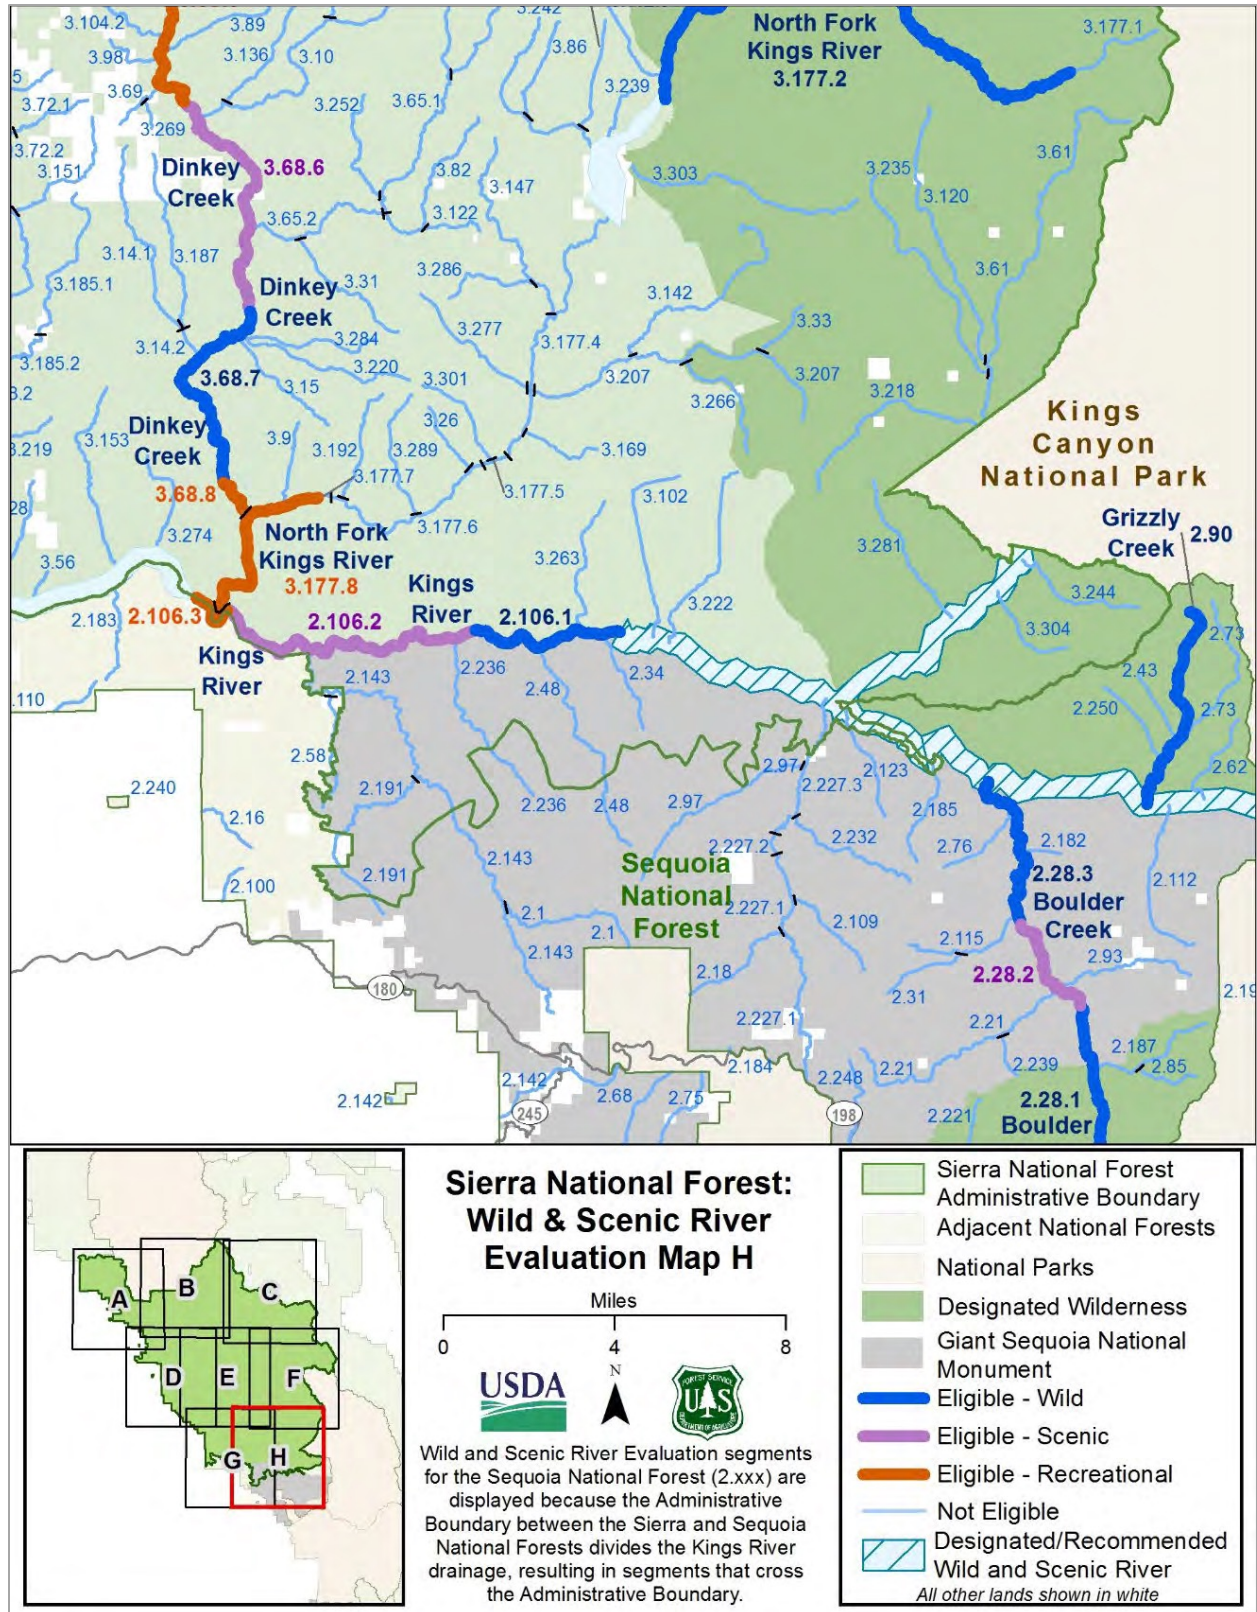 3.104.2
3.89
3.242
North Fork
Kings River
3.177.2
3.177.1
3.98
3.136
3.10
3.86
3.239
3.69
3.72.1
3.252
3.65.1
3.269
3.72.2
3.151
Dinkey
Creek
3.68.6
3.82
3.147
3.303
3.235
3.61
3.120
3.65.2
3.122
3.14.1
3.187
3.185.1
Dinkey
Creek
3.31
3.286
3.142
3.61
3.33
3.277
3.284
3.177.4
3.14.2
3.185.2
3.68.7
3.220
3.301
3.15
3.207
3.207
3.266
3.218
Kings
Canyon
National Park
3.219
3.153
Dinkey
Creek
3.9
3.192
3.26
3.289
3.169
3.177.7
3.177.5
3.68.8
3.102
Grizzly
Creek
2.90
28
3.274
North Fork
Kings River
3.177.8
3.177.6
3.281
3.56
3.263
3.244
2.183
2.106.3
Kings
River
2.106.2
2.106.1
3.222
3.304
2.73
Kings
River
2.143
2.236
2.48
2.34
2.43
.110
2.250
2.73
2.58
2.97
2.123
2.62
2.240
2.191
2.236
2.48
2.97
2.227.3
2.185
2.16
2.143
2.227.2
2.232
2.76
2.182
2.191
2.100
Sequoia
National
Forest
2.28.3
Boulder
Creek
2.112
2.1
2.1
2.227.1
2.109
2.143
2.115
2.93
2.18
2.28.2
180
2.31
2.19
2.227.1
2.21
2.187
2.184
2.21
2.239
2.85
2.142
2.248
2.142
2.68
2.75
245
198
2.221
2.28.1
Boulder
A
B
C
D
E
F
G
H
Sierra National Forest:
Wild & Scenic River
Evaluation Map H
Miles
0 4 8
N
USDA
FOREST SERVICE
US
DEPARTMENT OF AGRICULTURE
Wild and Scenic River Evaluation segments
for the Sequoia National Forest (2.xxx) are
displayed because the Administrative
Boundary between the Sierra and Sequoia
National Forests divides the Kings River
drainage, resulting in segments that cross
the Administrative Boundary.
Sierra National Forest
Administrative Boundary
Adjacent National Forests
National Parks
Designated Wilderness
Giant Sequoia National
Monument
Eligible - Wild
Eligible - Scenic
Eligible - Recreational
Not Eligible
Designated/Recommended
Wild and Scenic River
All other lands shown in white